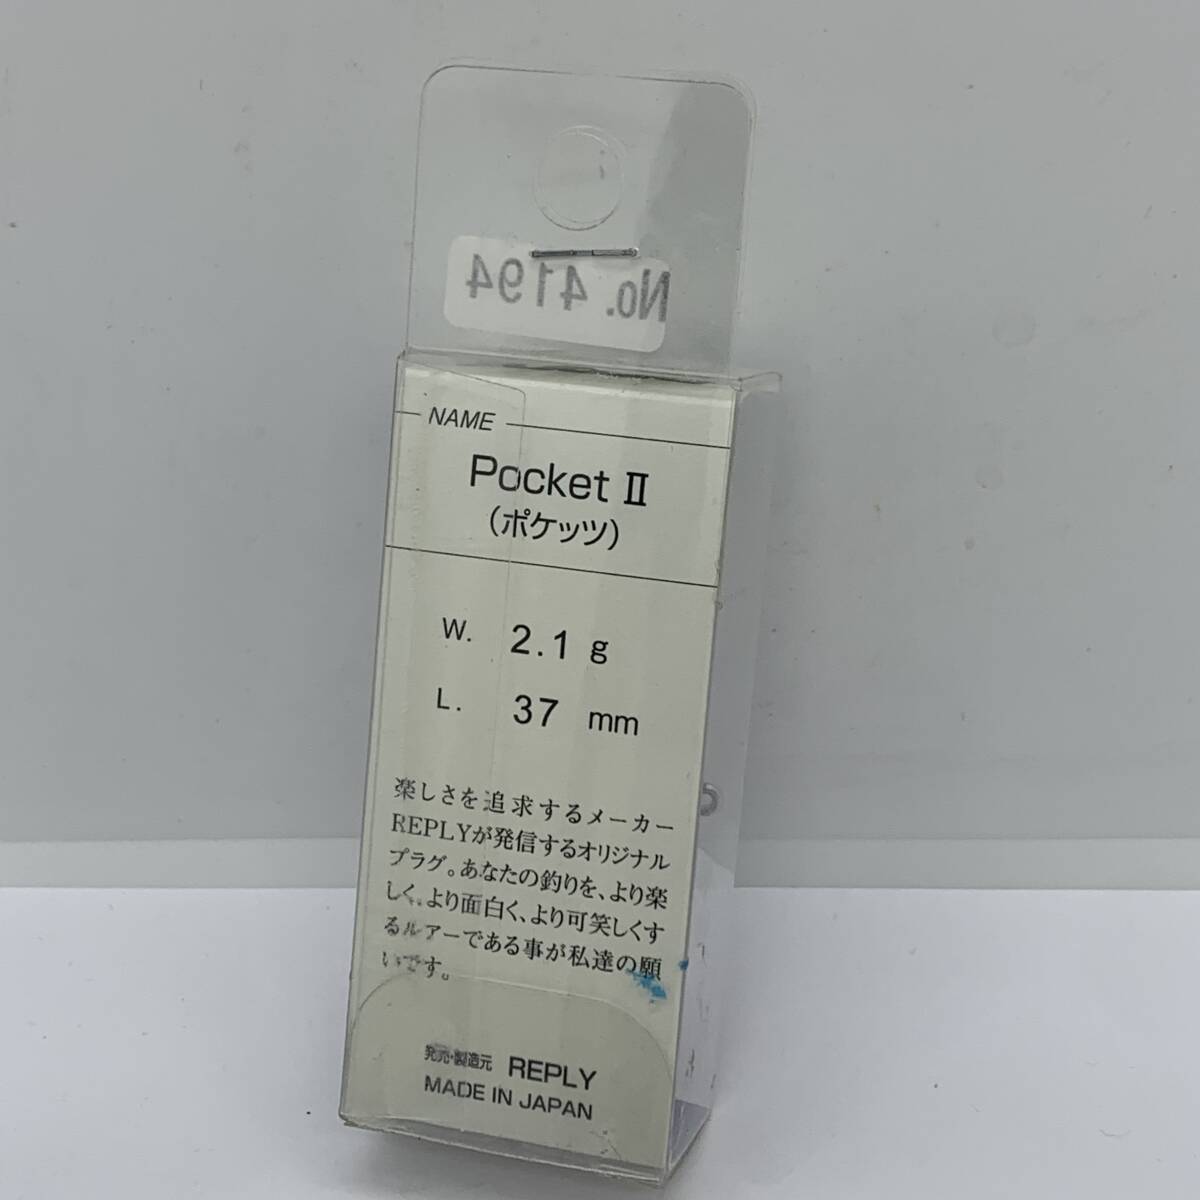 No. 4194
NAME
Pocket Ⅱ
(ポケッツ)
W. 2.1 g
L. 37 mm
楽しさを追求するメーカー
REPLYが発信するオリジナル
プラグ。あなたの釣りを、より楽
しく、より面白く、より可笑しくす
るルアーである事が私達の願
いです。
発売・製造元 REPLY
MADE IN JAPAN